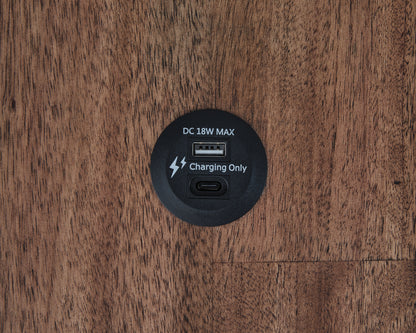 DC 18W MAX
Charging Only